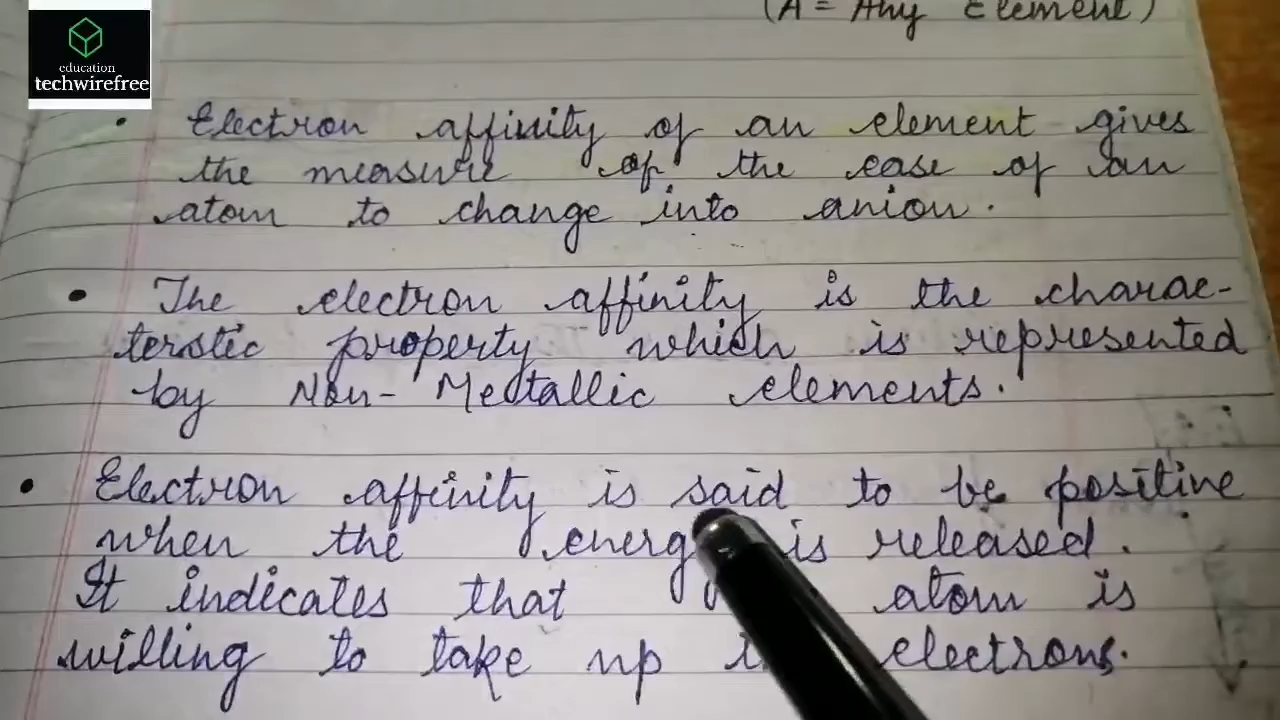 (A = Any Element)
education
techwirefree
• Electron affinity of an element gives
the measure of the ease of an
atom to change into anion.
• The electron affinity is the charac-
terstic property which is represented
by Non-Metallic elements.
• Electron affinity is said to be positive
when the energy is released.
It indicates that atom is
willing to take up electrons.